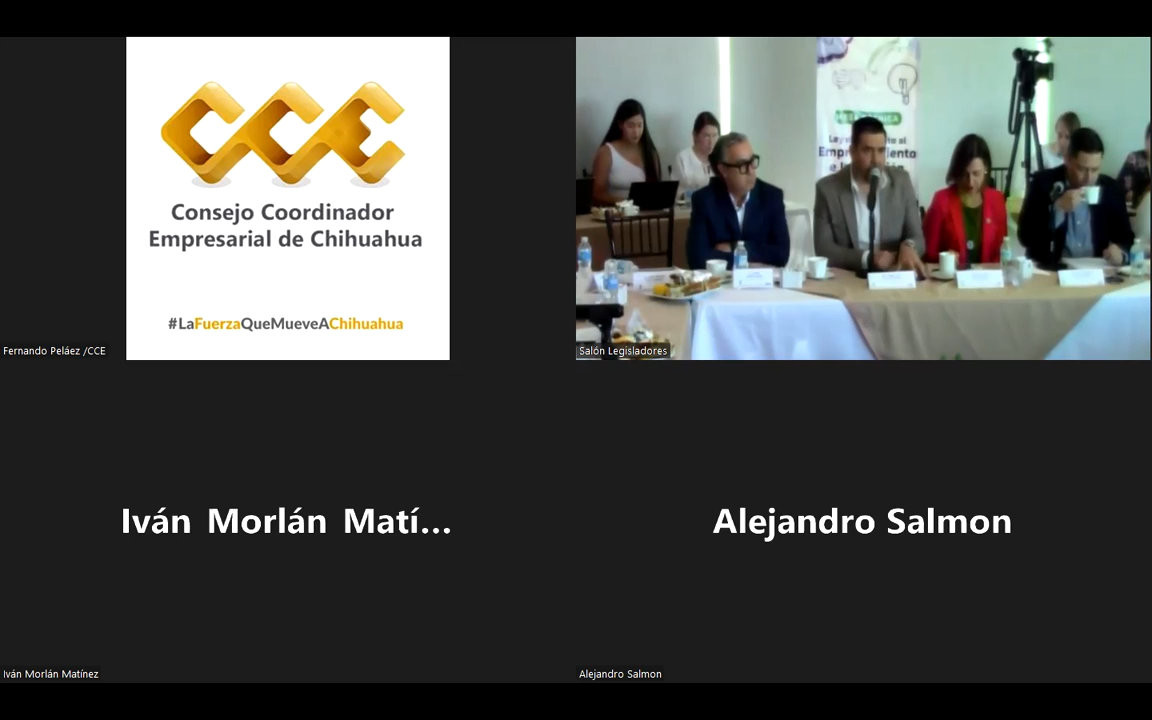 CCE
Consejo Coordinador
Empresarial de Chihuahua
#LaFuerzaQueMueveAChihuahua
Fernando Peláez /CCE
Salón Legisladores
Iván Morlán Matí...
Alejandro Salmon
Iván Morlán Matínez
Alejandro Salmon